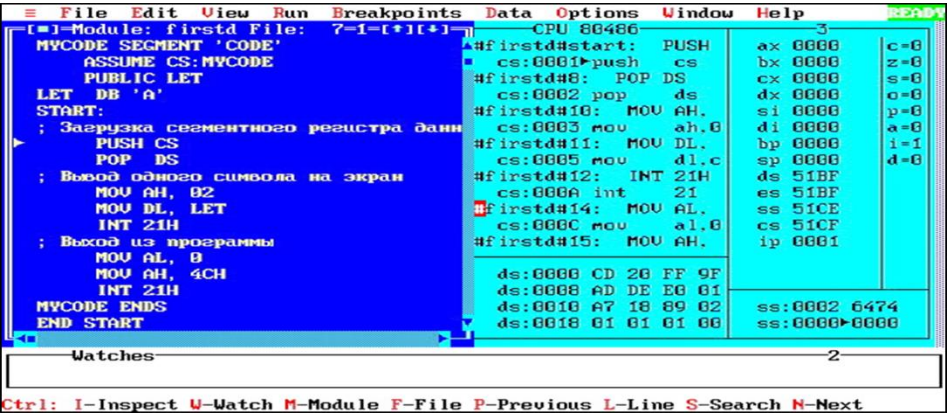 ≡ File Edit View Run Breakpoints Data Options Window Help READY
[■]=Module: firstd File: 7=1=[↑][↓]
MYCODE SEGMENT 'CODE'
ASSUME CS:MYCODE
PUBLIC LET
LET DB 'A'
START:
; Загрузка сегментного регистра данн
PUSH CS
POP DS
; Вывод одного символа на экран
MOV AH, 02
MOV DL, LET
INT 21H
; Выход из программы
MOV AL, 0
MOV AH, 4CH
INT 21H
MYCODE ENDS
END START
CPU 80486
#firstd#start: PUSH
cs:0001►push cs
#firstd#8: POP DS
cs:0002 pop ds
#firstd#10: MOV AH,
cs:0003 mov ah,0
#firstd#11: MOV DL,
cs:0005 mov dl,c
#firstd#12: INT 21H
cs:000A int 21
#firstd#14: MOV AL,
cs:000C mov al,0
#firstd#15: MOV AH,
ds:0000 CD 20 FF 9F
ds:0008 AD DE E0 01
ds:0010 A7 18 89 02
ds:0018 01 01 01 00
3
ax 0000
bx 0000
cx 0000
dx 0000
si 0000
di 0000
bp 0000
sp 0000
ds 51BF
es 51BF
ss 51CE
cs 51CF
ip 0001
c=0
z=0
s=0
o=0
p=0
a=0
i=1
d=0
ss:0002 6474
ss:0000►0000
Watches 2
Ctrl: I-Inspect W-Watch M-Module F-File P-Previous L-Line S-Search N-Next